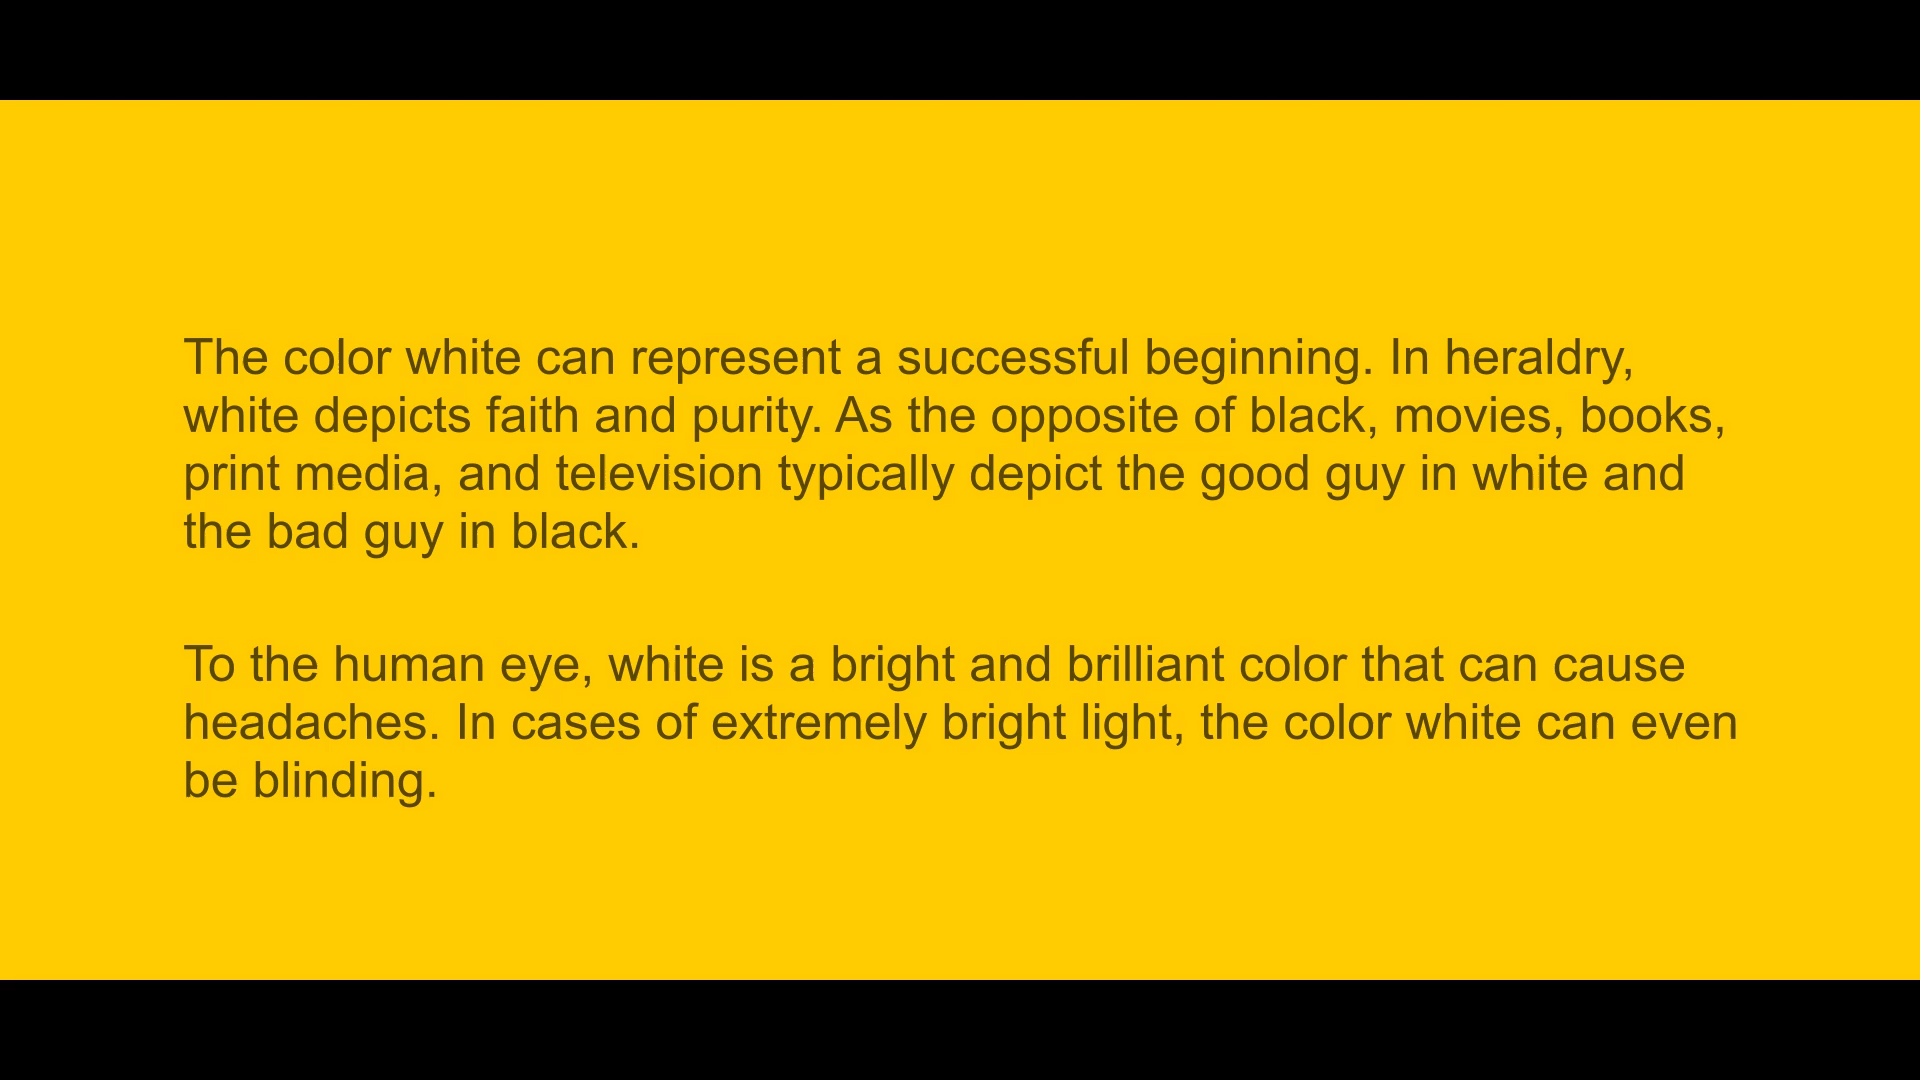 The color white can represent a successful beginning. In heraldry,
white depicts faith and purity. As the opposite of black, movies, books,
print media, and television typically depict the good guy in white and
the bad guy in black.
To the human eye, white is a bright and brilliant color that can cause
headaches. In cases of extremely bright light, the color white can even
be blinding.